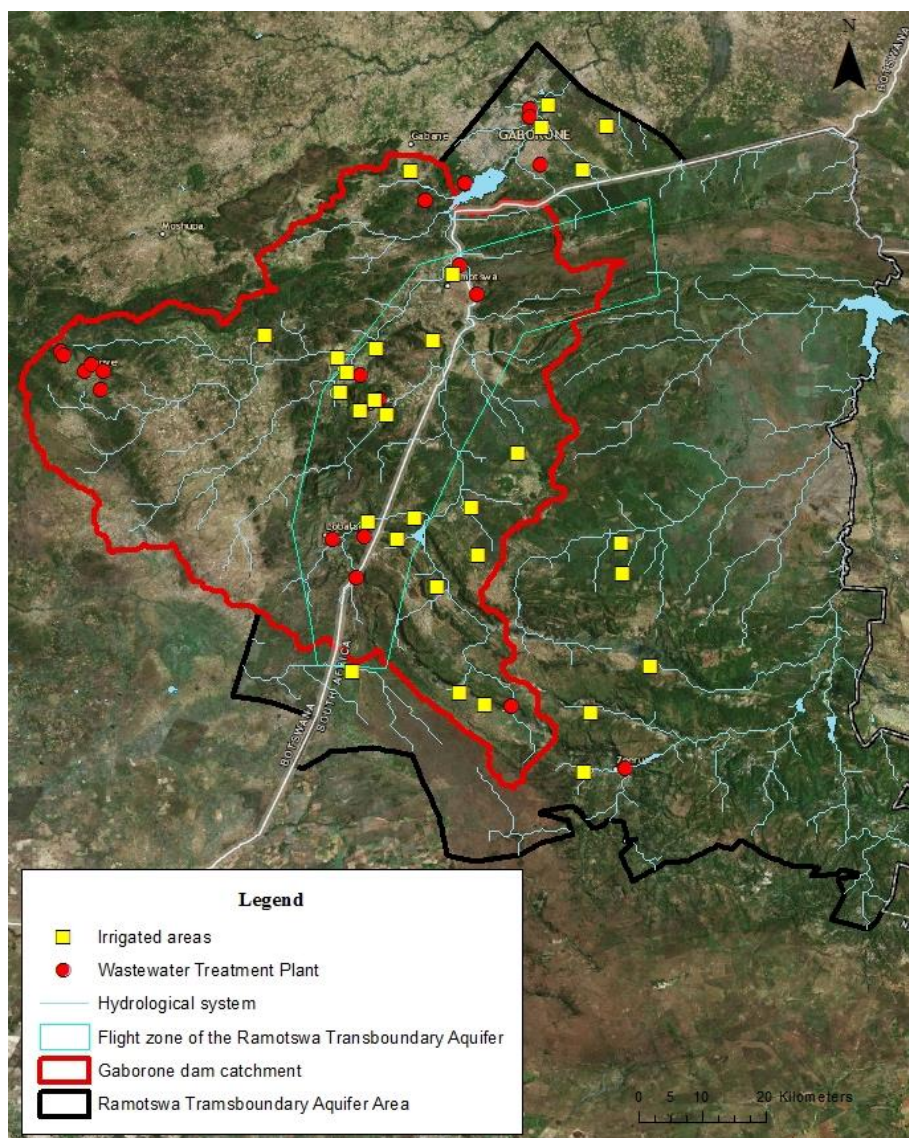 N
BOTSWANA
Gabane
GABORONE
Moshupa
Lobatse
BOTSWANA
SOUTH AFRICA
Legend
Irrigated areas
Wastewater Treatment Plant
Hydrological system
Flight zone of the Ramotswa Transboundary Aquifer
Gaborone dam catchment
Ramotswa Tramsboundary Aquifer Area
0 5 10 20 Kilometers